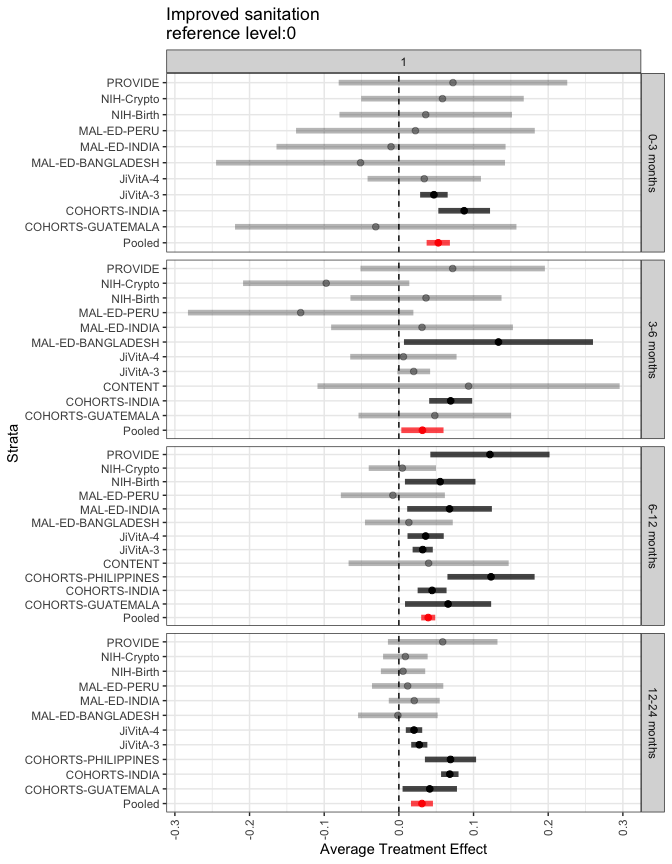 Improved sanitation
reference level:0
1
PROVIDE
NIH-Crypto
NIH-Birth
MAL-ED-PERU
MAL-ED-INDIA
MAL-ED-BANGLADESH
JiVitA-4
JiVitA-3
COHORTS-INDIA
COHORTS-GUATEMALA
Pooled
0-3 months
PROVIDE
NIH-Crypto
NIH-Birth
MAL-ED-PERU
MAL-ED-INDIA
MAL-ED-BANGLADESH
JiVitA-4
JiVitA-3
CONTENT
COHORTS-INDIA
COHORTS-GUATEMALA
Pooled
3-6 months
Strata
PROVIDE
NIH-Crypto
NIH-Birth
MAL-ED-PERU
MAL-ED-INDIA
MAL-ED-BANGLADESH
JiVitA-4
JiVitA-3
CONTENT
COHORTS-PHILIPPINES
COHORTS-INDIA
COHORTS-GUATEMALA
Pooled
6-12 months
PROVIDE
NIH-Crypto
NIH-Birth
MAL-ED-PERU
MAL-ED-INDIA
MAL-ED-BANGLADESH
JiVitA-4
JiVitA-3
COHORTS-PHILIPPINES
COHORTS-INDIA
COHORTS-GUATEMALA
Pooled
12-24 months
-0.3
-0.2
-0.1
0.0
0.1
0.2
0.3
Average Treatment Effect